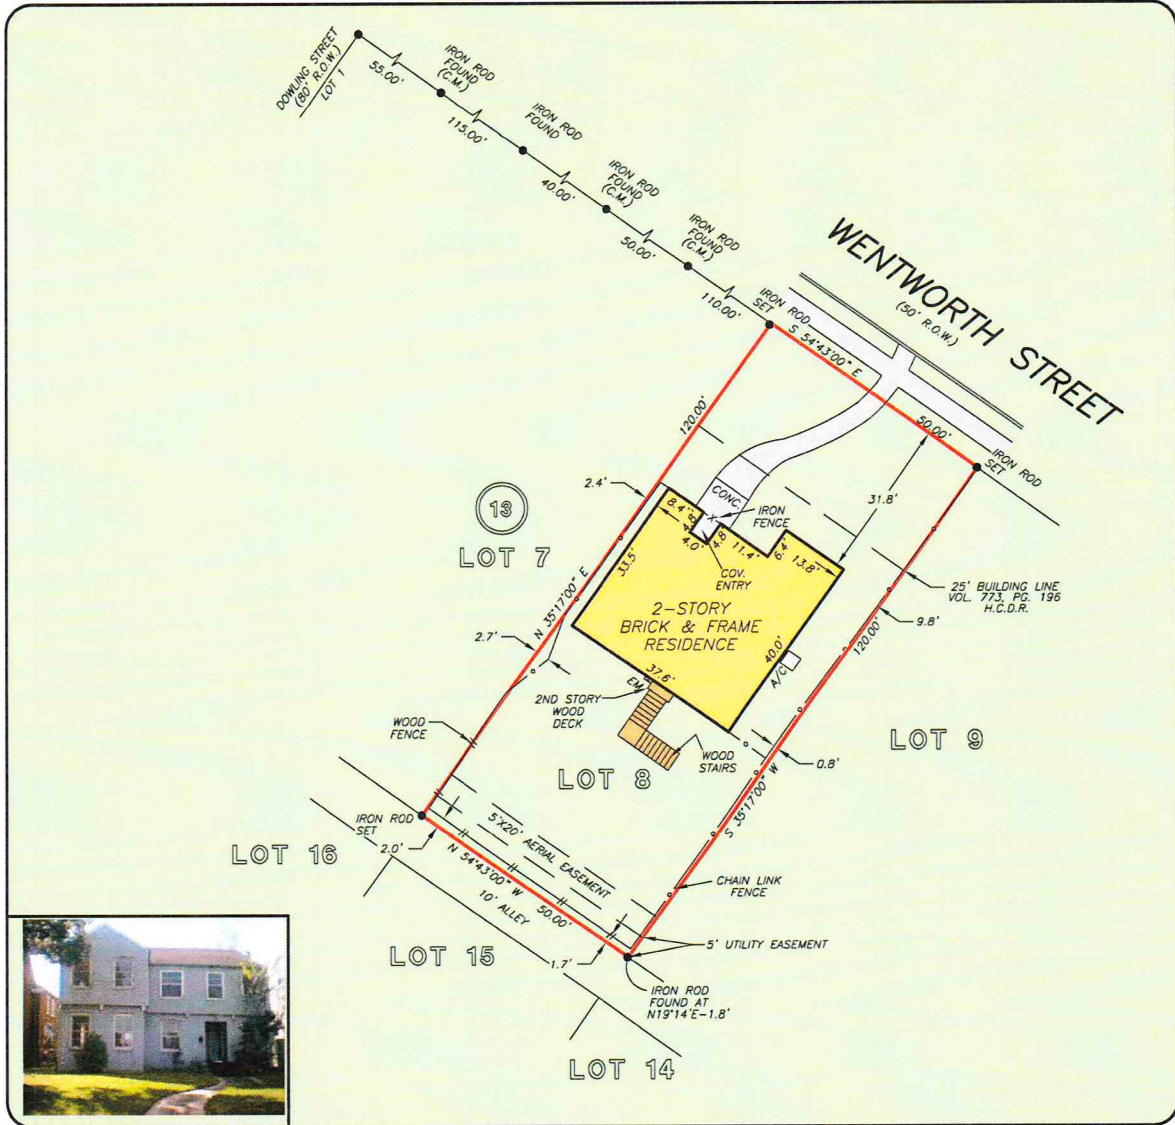 DOWLING STREET
(80' R.O.W.)
LOT 1
55.00'
IRON ROD
FOUND
(C.M.)
115.00'
IRON ROD
FOUND
40.00'
IRON ROD
FOUND
(C.M.)
50.00'
IRON ROD
FOUND
(C.M.)
110.00'
IRON ROD
SET
WENTWORTH STREET
(50' R.O.W.)
S 54°43'00" E
50.00'
IRON ROD
SET
120.00'
2.4'
13
LOT 7
CONC.
X
IRON
FENCE
31.8'
8.4'
4.0'
4.8
11.4'
6.4'
13.8'
COV.
ENTRY
33.5'
N 35°17'00" E
2-STORY
BRICK & FRAME
RESIDENCE
25' BUILDING LINE
VOL. 773, PG. 196
H.C.D.R.
9.8'
120.00'
40.0'
A/C
2.7'
37.6'
EM
2ND STORY
WOOD
DECK
WOOD
FENCE
WOOD
STAIRS
LOT 9
0.8'
LOT 8
S 35°17'00" W
IRON ROD
SET
2.0'
LOT 16
5'X20' AERIAL EASEMENT
N 54°43'00" W
50.00'
10' ALLEY
CHAIN LINK
FENCE
5' UTILITY EASEMENT
LOT 15
1.7'
IRON ROD
FOUND AT
N19°14'E-1.8'
LOT 14